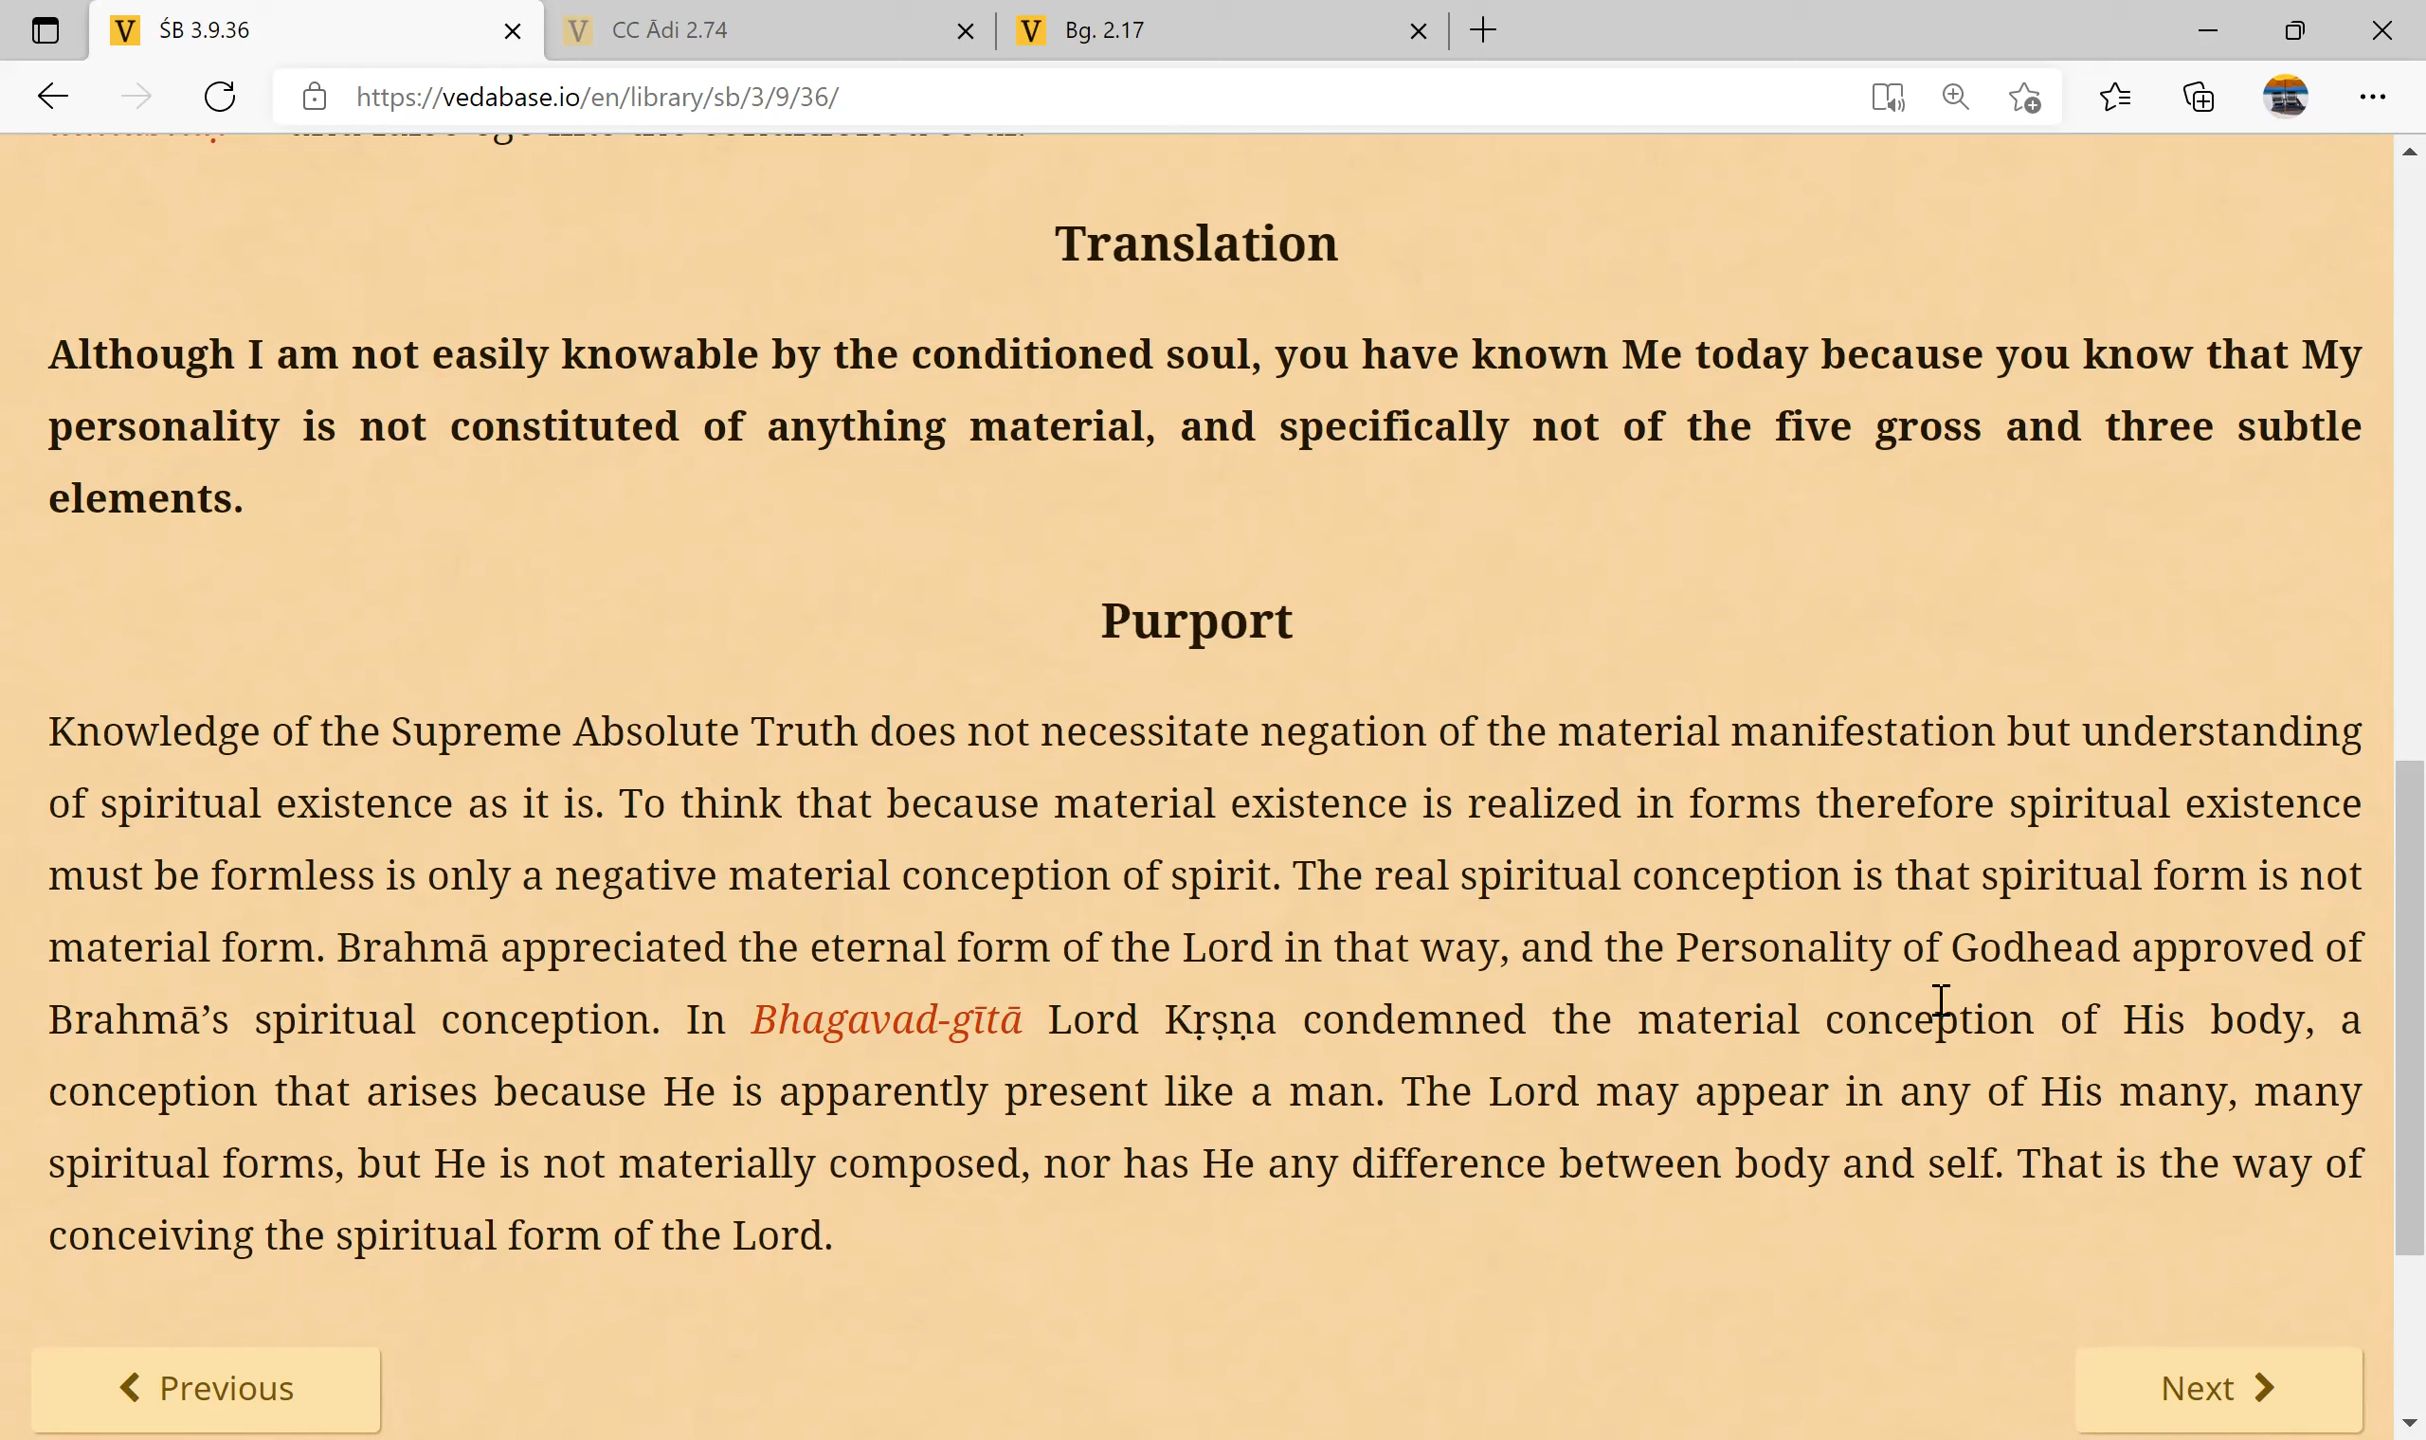 ŚB 3.9.36
CC Ādi 2.74
Bg. 2.17
https://vedabase.io/en/library/sb/3/9/36/
Translation
Although I am not easily knowable by the conditioned soul, you have known Me today because you know that My
personality is not constituted of anything material, and specifically not of the five gross and three subtle
elements.
Purport
Knowledge of the Supreme Absolute Truth does not necessitate negation of the material manifestation but understanding
of spiritual existence as it is. To think that because material existence is realized in forms therefore spiritual existence
must be formless is only a negative material conception of spirit. The real spiritual conception is that spiritual form is not
material form. Brahmā appreciated the eternal form of the Lord in that way, and the Personality of Godhead approved of
Brahmā’s spiritual conception. In Bhagavad-gītā Lord Kṛṣṇa condemned the material conception of His body, a
conception that arises because He is apparently present like a man. The Lord may appear in any of His many, many
spiritual forms, but He is not materially composed, nor has He any difference between body and self. That is the way of
conceiving the spiritual form of the Lord.
Previous
Next